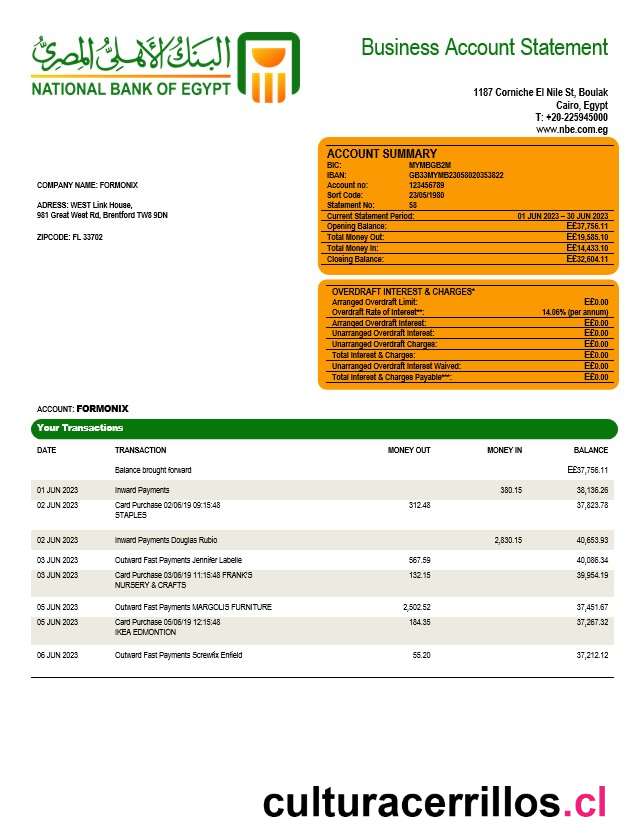 البنك الأهلي المصري
NATIONAL BANK OF EGYPT
Business Account Statement
1187 Corniche El Nile St, Boulak
Cairo, Egypt
T: +20-225945000
www.nbe.com.eg
COMPANY NAME: FORMONIX
ADRESS: WEST Link House,
981 Great West Rd, Brentford TW8 9DN
ZIPCODE: FL 33702
ACCOUNT SUMMARY
BIC: MYMBGB2M
IBAN: GB33MYMB23058020353822
Account no: 123456789
Sort Code: 23/05/1980
Statement No: 58
Current Statement Period: 01 JUN 2023 – 30 JUN 2023
Opening Balance: E£37,756.11
Total Money Out: E£19,585.10
Total Money In: E£14,433.10
Closing Balance: E£32,604.11
OVERDRAFT INTEREST & CHARGES*
Arranged Overdraft Limit: E£0.00
Overdraft Rate of Interest**: 14.06% (per annum)
Arranged Overdraft Interest: E£0.00
Unarranged Overdraft Interest: E£0.00
Unarranged Overdraft Charges: E£0.00
Total Interest & Charges: E£0.00
Unarranged Overdraft Interest Waived: E£0.00
Total Interest & Charges Payable***: E£0.00
ACCOUNT: FORMONIX
Your Transactions
DATE TRANSACTION MONEY OUT MONEY IN BALANCE
Balance brought forward E£37,756.11
01 JUN 2023 Inward Payments 380.15 38,136.26
02 JUN 2023 Card Purchase 02/06/19 09:15:48 312.48 37,823.78
STAPLES
02 JUN 2023 Inward Payments Douglas Rubio 2,830.15 40,653.93
03 JUN 2023 Outward Fast Payments Jennifer Labelle 567.59 40,086.34
03 JUN 2023 Card Purchase 03/06/19 11:15:48 FRANK'S 132.15 39,954.19
NURSERY & CRAFTS
05 JUN 2023 Outward Fast Payments MARGOLIS FURNITURE 2,502.52 37,451.67
05 JUN 2023 Card Purchase 05/06/19 12:15:48 184.35 37,267.32
IKEA EDMONTION
06 JUN 2023 Outward Fast Payments Screwfix Enfield 55.20 37,212.12
culturacerrillos.cl